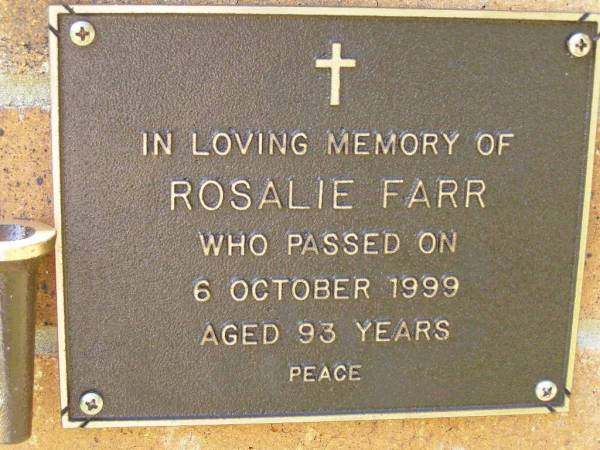 IN LOVING MEMORY OF
ROSALIE FARR
WHO PASSED ON
6 OCTOBER 1999
AGED 93 YEARS
PEACE